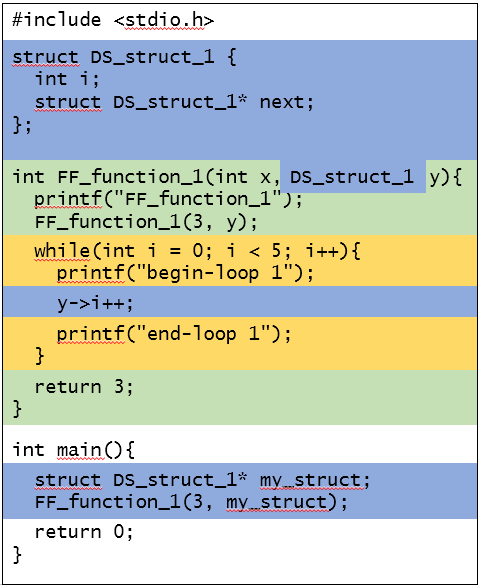 #include <stdio.h>
struct DS_struct_1 {
  int i;
  struct DS_struct_1* next;
};
int FF_function_1(int x, DS_struct_1 y){
  printf("FF_function_1");
  FF_function_1(3, y);
  while(int i = 0; i < 5; i++){
    printf("begin-loop 1");
    y->i++;
    printf("end-loop 1");
  }
  return 3;
}
int main(){
  struct DS_struct_1* my_struct;
  FF_function_1(3, my_struct);
  return 0;
}